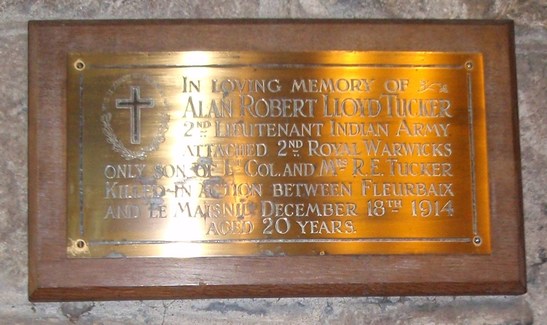 IN LOVING MEMORY OF
ALAN ROBERT LLOYD TUCKER
2ND LIEUTENANT INDIAN ARMY
ATTACHED 2ND ROYAL WARWICKS
ONLY SON OF LT COL. AND MRS R.E. TUCKER
KILLED IN ACTION BETWEEN FLEURBAIX
AND LE MAISNIL DECEMBER 18TH 1914
AGED 20 YEARS.